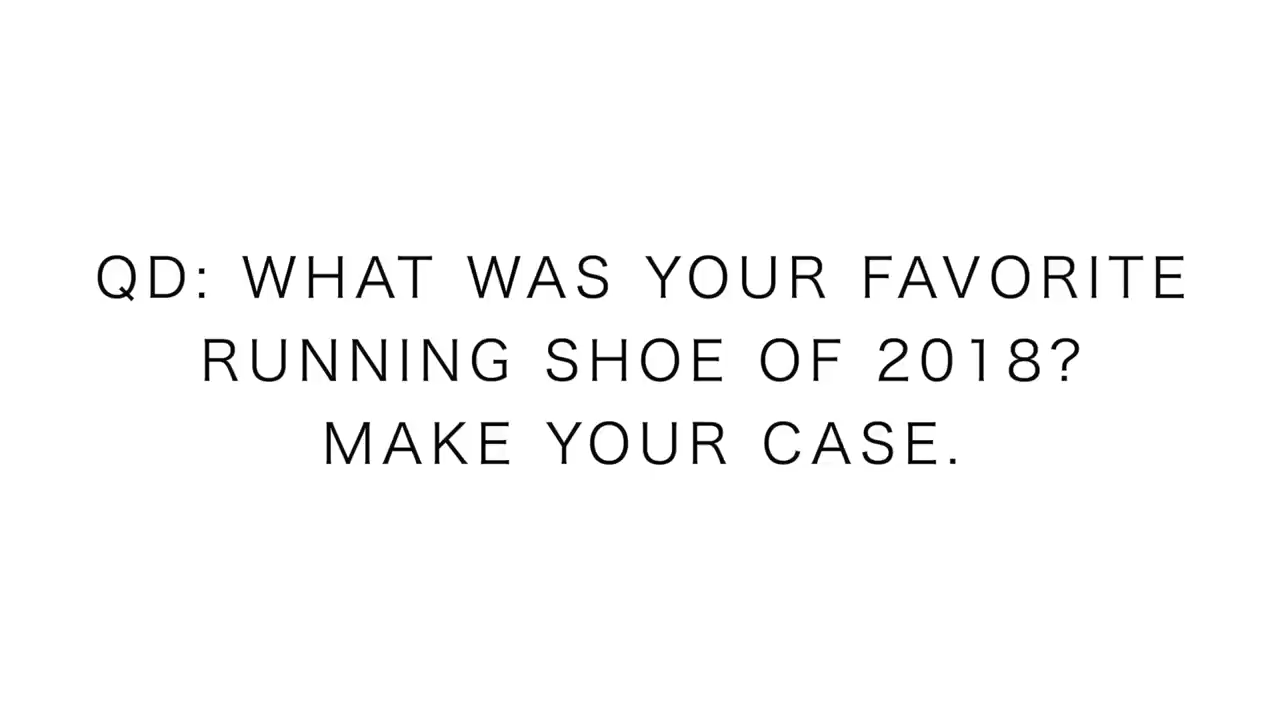 QD: WHAT WAS YOUR FAVORITE
RUNNING SHOE OF 2018?
MAKE YOUR CASE.